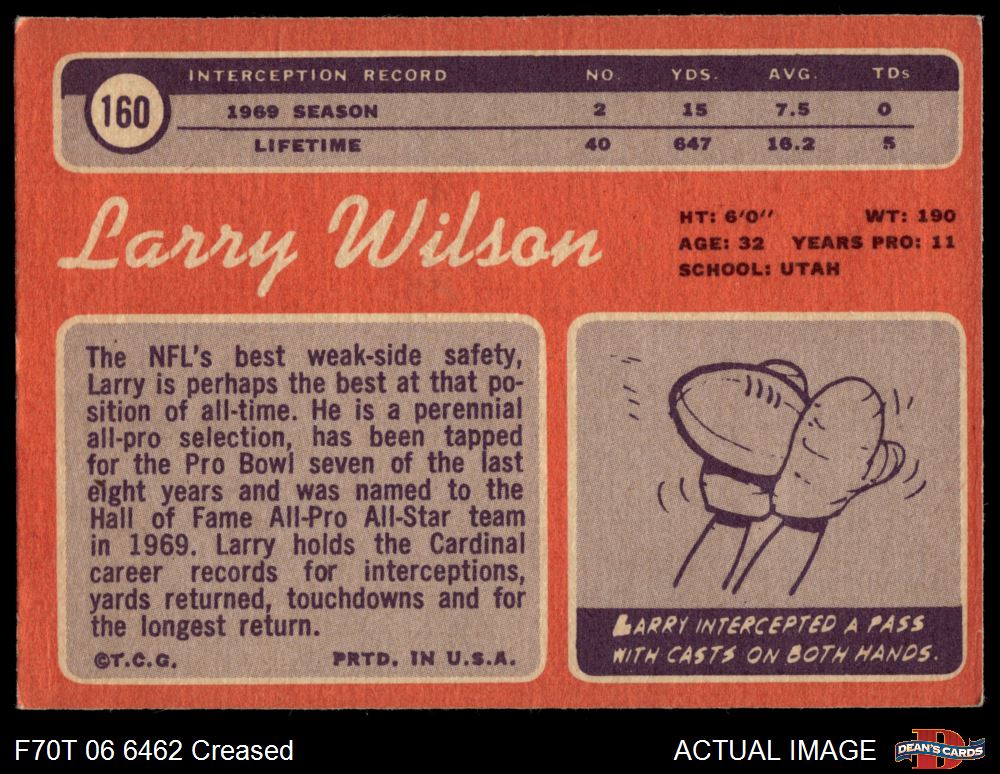 INTERCEPTION RECORD NO. YDS. AVG. TDs
160
1969 SEASON 2 15 7.5 0
LIFETIME 40 647 16.2 5
Larry Wilson
HT: 6'0'' WT: 190
AGE: 32 YEARS PRO: 11
SCHOOL: UTAH
The NFL's best weak-side safety,
Larry is perhaps the best at that po-
sition of all-time. He is a perennial
all-pro selection, has been tapped
for the Pro Bowl seven of the last
eight years and was named to the
Hall of Fame All-Pro All-Star team
in 1969. Larry holds the Cardinal
career records for interceptions,
yards returned, touchdowns and for
the longest return.
©T.C.G. PRTD. IN U.S.A.
LARRY INTERCEPTED A PASS
WITH CASTS ON BOTH HANDS.
F70T 06 6462 Creased
ACTUAL IMAGE
D
DEAN'S CARDS